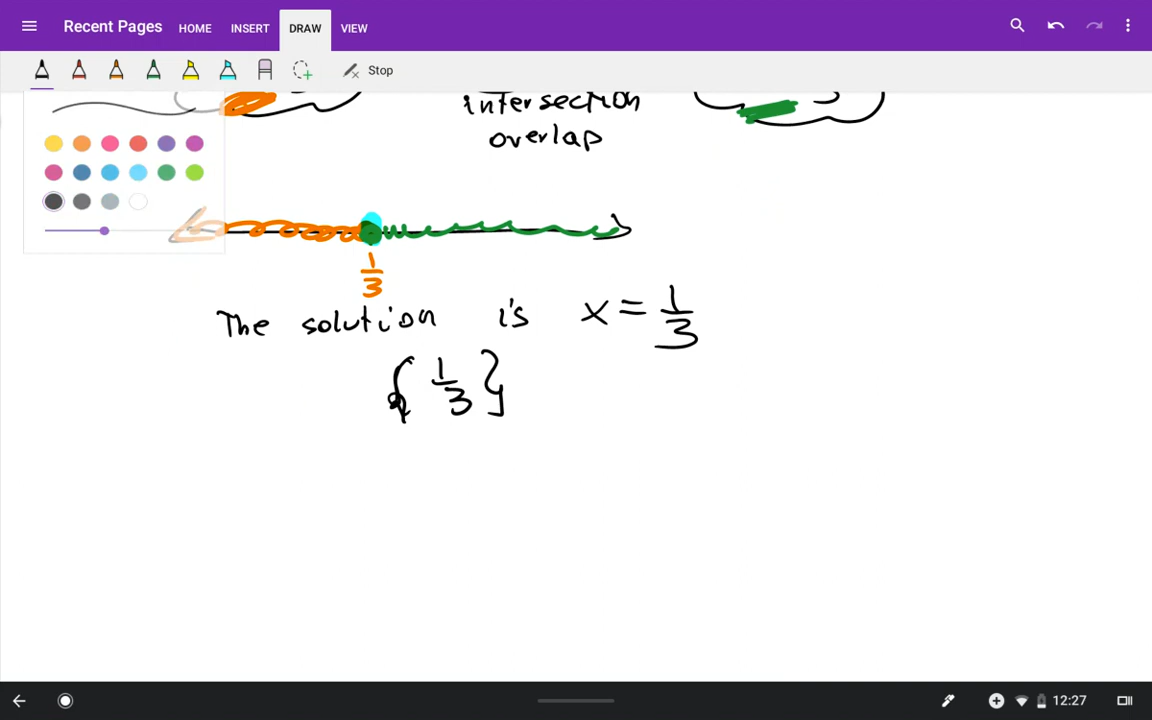 Recent Pages HOME INSERT DRAW VIEW
Stop
intersection
overlap
3
1/3
The solution is x = 1/3
{ 1/3 }
12:27